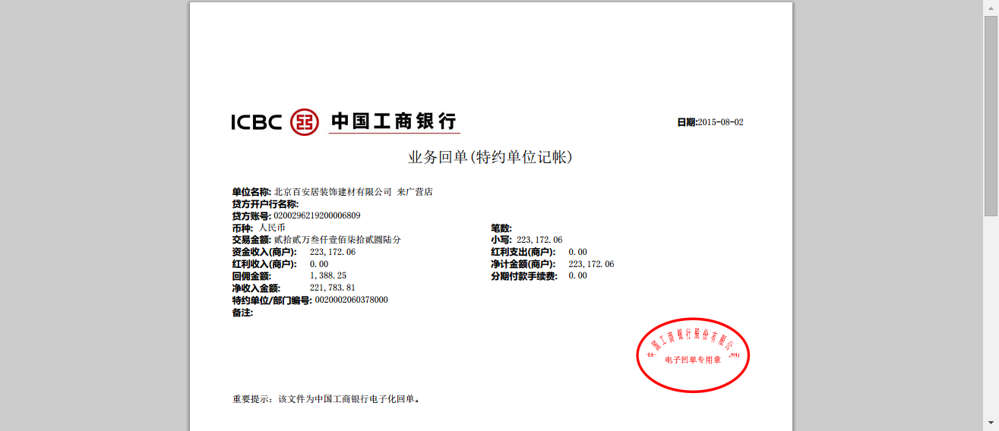 ICBC 中国工商银行
日期:2015-08-02
业务回单(特约单位记帐)
单位名称: 北京百安居装饰建材有限公司 来广营店
贷方开户行名称:
贷方账号: 0200296219200006809
币种: 人民币 笔数:
交易金额: 贰拾贰万叁仟壹佰柒拾贰圆陆分 小写: 223,172.06
资金收入(商户): 223,172.06 红利支出(商户): 0.00
红利收入(商户): 0.00 净计金额(商户): 223,172.06
回佣金额: 1,388.25 分期付款手续费: 0.00
净收入金额: 221,783.81
特约单位/部门编号: 0020002060378000
备注:
中国工商银行股份有限公司
电子回单专用章
重要提示：该文件为中国工商银行电子化回单。